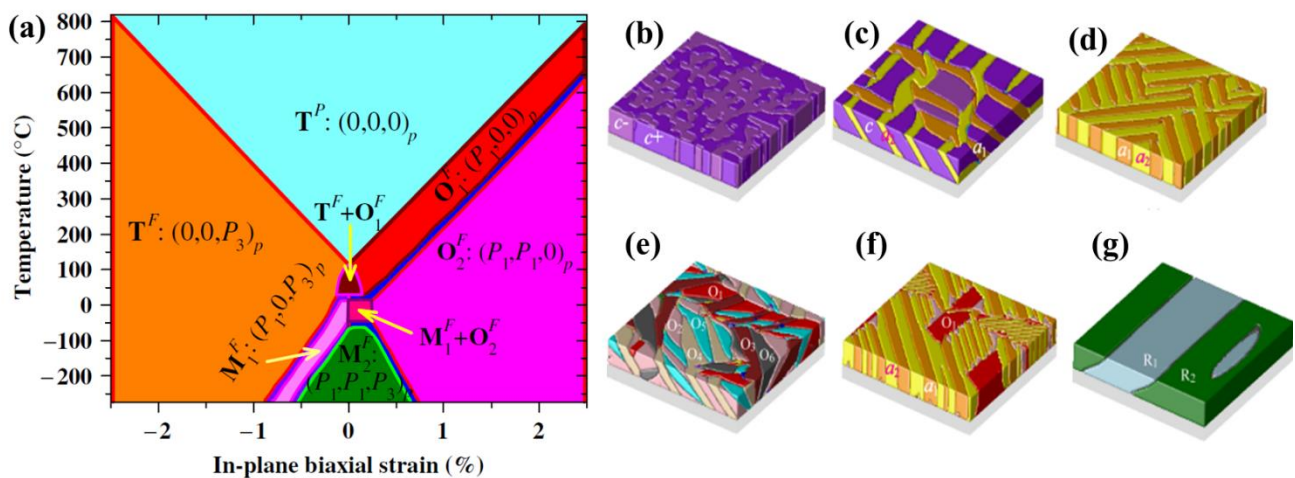 (a)
Temperature (°C)
800
700
600
500
400
300
200
100
0
−100
−200
−2
−1
0
1
2
In-plane biaxial strain (%)
T^P: (0,0,0)_p
O_1^F: (P_1,0,0)_p
T^F+O_1^F
T^F: (0,0,P_3)_p
O_2^F: (P_1,P_1,0)_p
M_1^F: (P_1,0,P_3)_p
M_1^F+O_2^F
M_2^F:
(P_1,P_1,P_3)_p
(b)
c- c+
(c)
c a_2 a_1
(d)
a_1 a_2
(e)
O_1
O_2 O_5
O_4 O_3 O_6
(f)
O_1
a_2 a_1
(g)
R_1 R_2